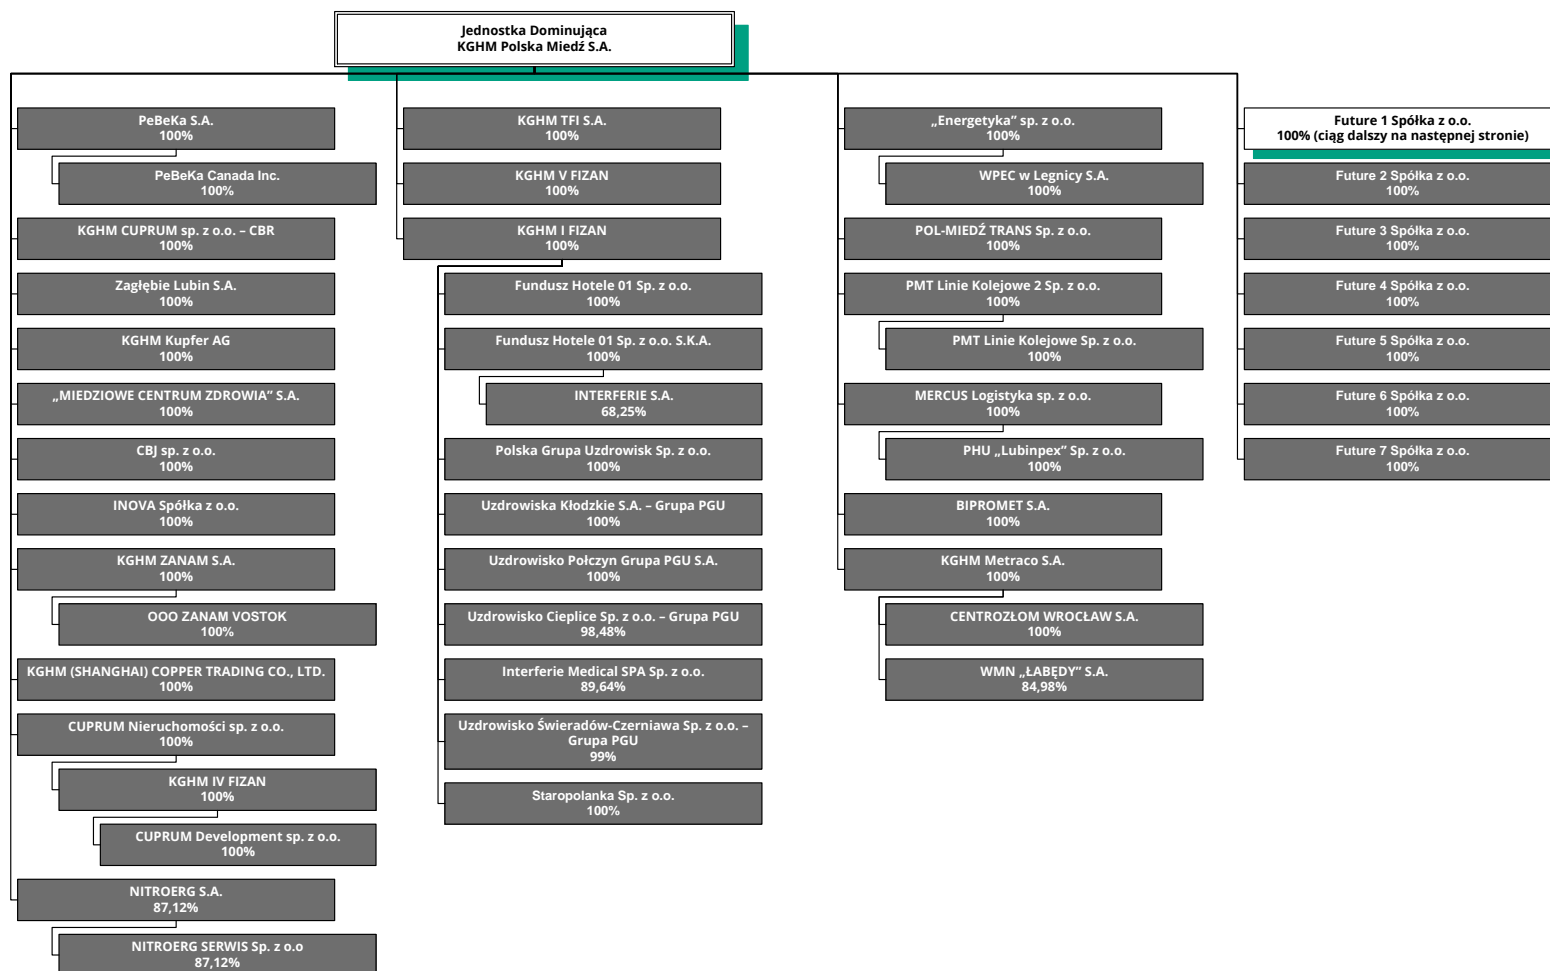 Jednostka Dominująca
KGHM Polska Miedź S.A.
PeBeKa S.A.
100%
PeBeKa Canada Inc.
100%
KGHM CUPRUM sp. z o.o. – CBR
100%
Zagłębie Lubin S.A.
100%
KGHM Kupfer AG
100%
„MIEDZIOWE CENTRUM ZDROWIA” S.A.
100%
CBJ sp. z o.o.
100%
INOVA Spółka z o.o.
100%
KGHM ZANAM S.A.
100%
OOO ZANAM VOSTOK
100%
KGHM (SHANGHAI) COPPER TRADING CO., LTD.
100%
CUPRUM Nieruchomości sp. z o.o.
100%
KGHM IV FIZAN
100%
CUPRUM Development sp. z o.o.
100%
NITROERG S.A.
87,12%
NITROERG SERWIS Sp. z o.o
87,12%
KGHM TFI S.A.
100%
KGHM V FIZAN
100%
KGHM I FIZAN
100%
Fundusz Hotele 01 Sp. z o.o.
100%
Fundusz Hotele 01 Sp. z o.o. S.K.A.
100%
INTERFERIE S.A.
68,25%
Polska Grupa Uzdrowisk Sp. z o.o.
100%
Uzdrowiska Kłodzkie S.A. – Grupa PGU
100%
Uzdrowisko Połczyn Grupa PGU S.A.
100%
Uzdrowisko Cieplice Sp. z o.o. – Grupa PGU
98,48%
Interferie Medical SPA Sp. z o.o.
89,64%
Uzdrowisko Świeradów-Czerniawa Sp. z o.o. –
Grupa PGU
99%
Staropolanka Sp. z o.o.
100%
„Energetyka” sp. z o.o.
100%
WPEC w Legnicy S.A.
100%
POL-MIEDŹ TRANS Sp. z o.o.
100%
PMT Linie Kolejowe 2 Sp. z o.o.
100%
PMT Linie Kolejowe Sp. z o.o.
100%
MERCUS Logistyka sp. z o.o.
100%
PHU „Lubinpex” Sp. z o.o.
100%
BIPROMET S.A.
100%
KGHM Metraco S.A.
100%
CENTROZŁOM WROCŁAW S.A.
100%
WMN „ŁABĘDY” S.A.
84,98%
Future 1 Spółka z o.o.
100% (ciąg dalszy na następnej stronie)
Future 2 Spółka z o.o.
100%
Future 3 Spółka z o.o.
100%
Future 4 Spółka z o.o.
100%
Future 5 Spółka z o.o.
100%
Future 6 Spółka z o.o.
100%
Future 7 Spółka z o.o.
100%